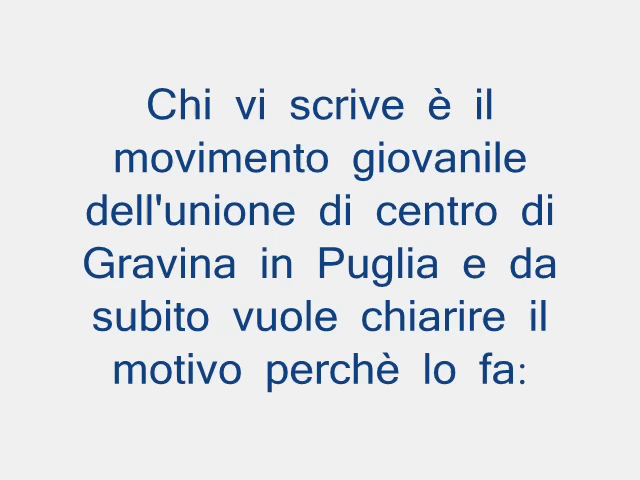 Chi vi scrive è il
movimento giovanile
dell'unione di centro di
Gravina in Puglia e da
subito vuole chiarire il
motivo perchè lo fa: